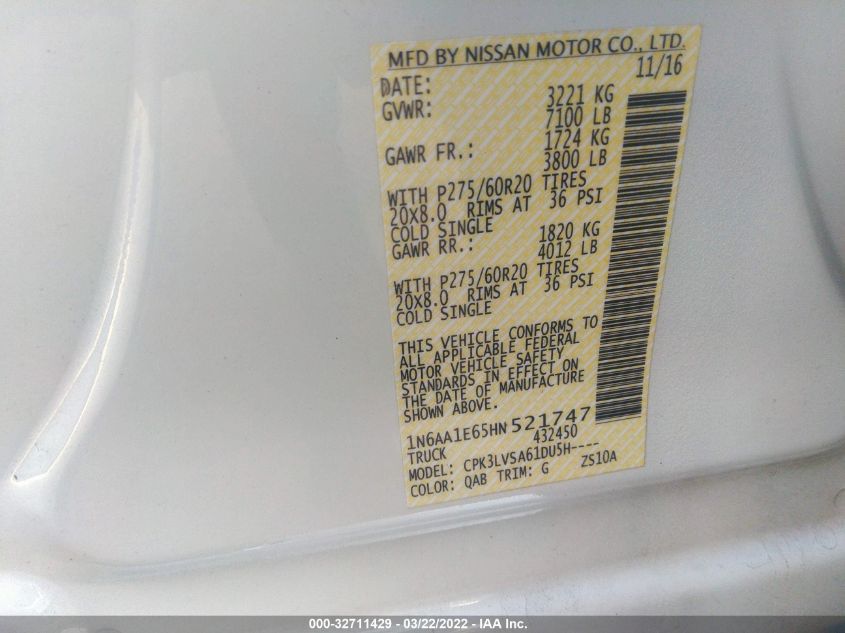 MFD BY NISSAN MOTOR CO., LTD.
DATE: 11/16
GVWR: 3221 KG
7100 LB
GAWR FR.: 1724 KG
3800 LB
WITH P275/60R20 TIRES
20X8.0 RIMS AT 36 PSI
COLD SINGLE
GAWR RR.: 1820 KG
4012 LB
WITH P275/60R20 TIRES
20X8.0 RIMS AT 36 PSI
COLD SINGLE
THIS VEHICLE CONFORMS TO
ALL APPLICABLE FEDERAL
MOTOR VEHICLE SAFETY
STANDARDS IN EFFECT ON
THE DATE OF MANUFACTURE
SHOWN ABOVE.
1N6AA1E65HN521747
TRUCK 432450
MODEL: CPK3LVSA61DU5H----
COLOR: QAB TRIM: G ZS10A
000-32711429 - 03/22/2022 - IAA Inc.